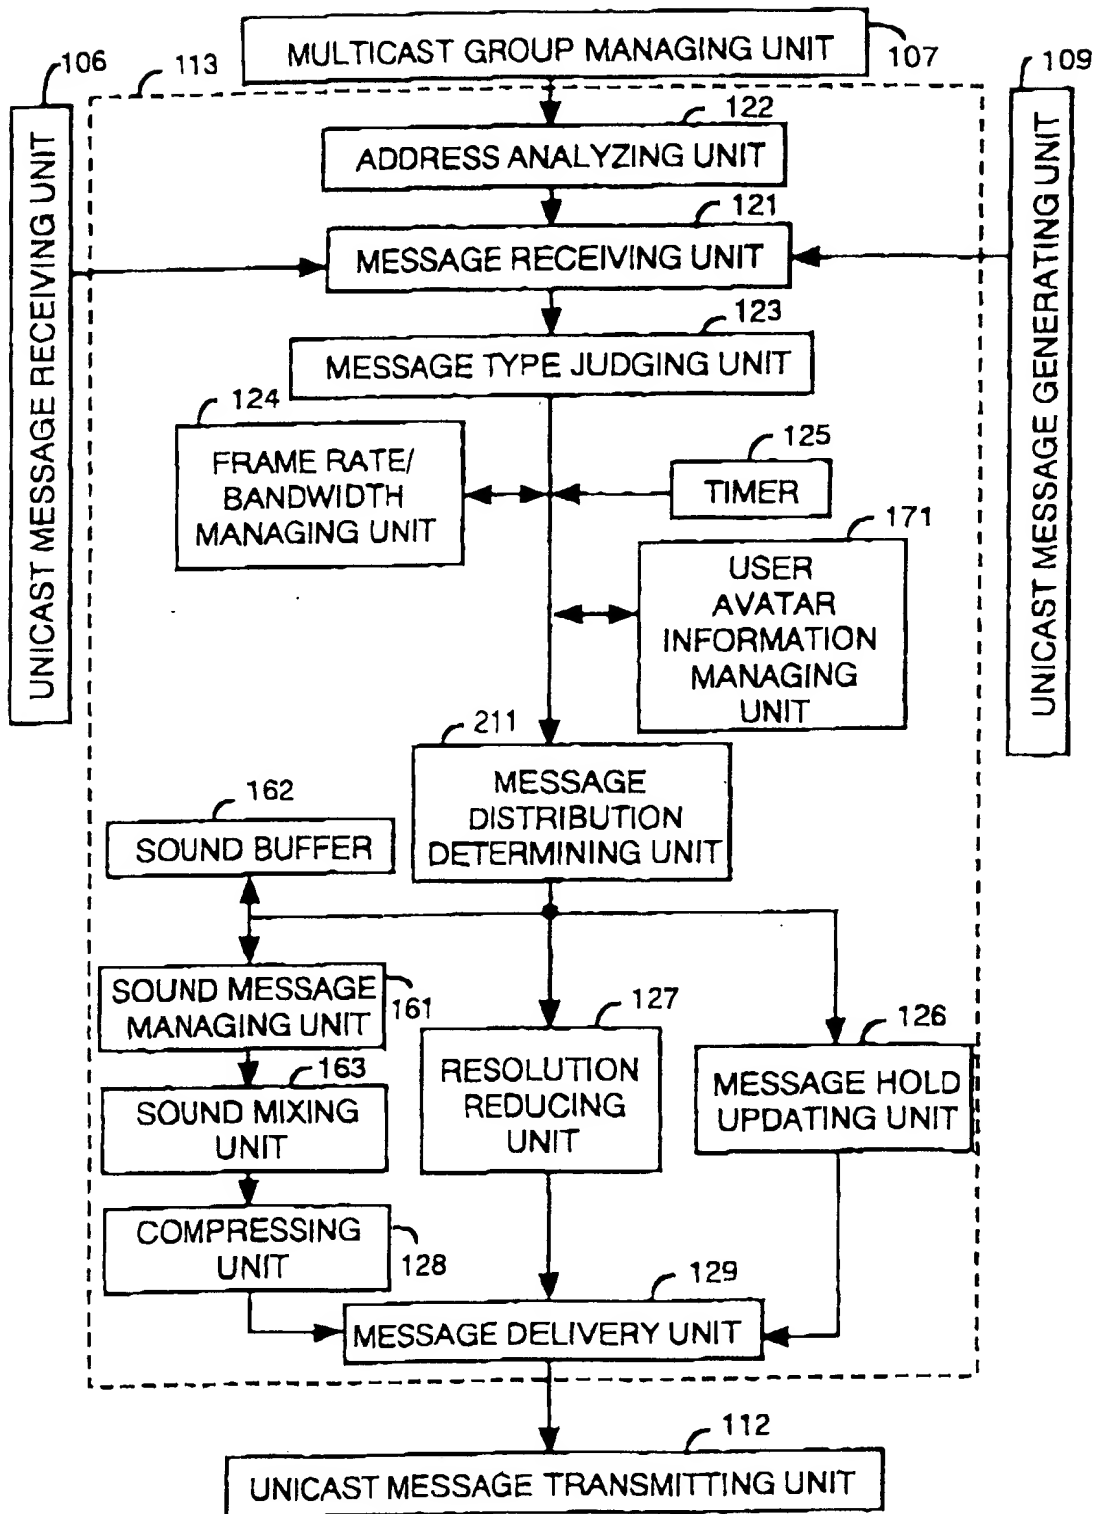 MULTICAST GROUP MANAGING UNIT
107
106
UNICAST MESSAGE RECEIVING UNIT
113
109
UNICAST MESSAGE GENERATING UNIT
122
ADDRESS ANALYZING UNIT
121
MESSAGE RECEIVING UNIT
123
MESSAGE TYPE JUDGING UNIT
124
FRAME RATE/
BANDWIDTH
MANAGING UNIT
125
TIMER
171
USER
AVATAR
INFORMATION
MANAGING
UNIT
211
MESSAGE
DISTRIBUTION
DETERMINING UNIT
162
SOUND BUFFER
SOUND MESSAGE
MANAGING UNIT
161
127
RESOLUTION
REDUCING
UNIT
126
MESSAGE HOLD
UPDATING UNIT
163
SOUND MIXING
UNIT
COMPRESSING
UNIT
128
129
MESSAGE DELIVERY UNIT
112
UNICAST MESSAGE TRANSMITTING UNIT